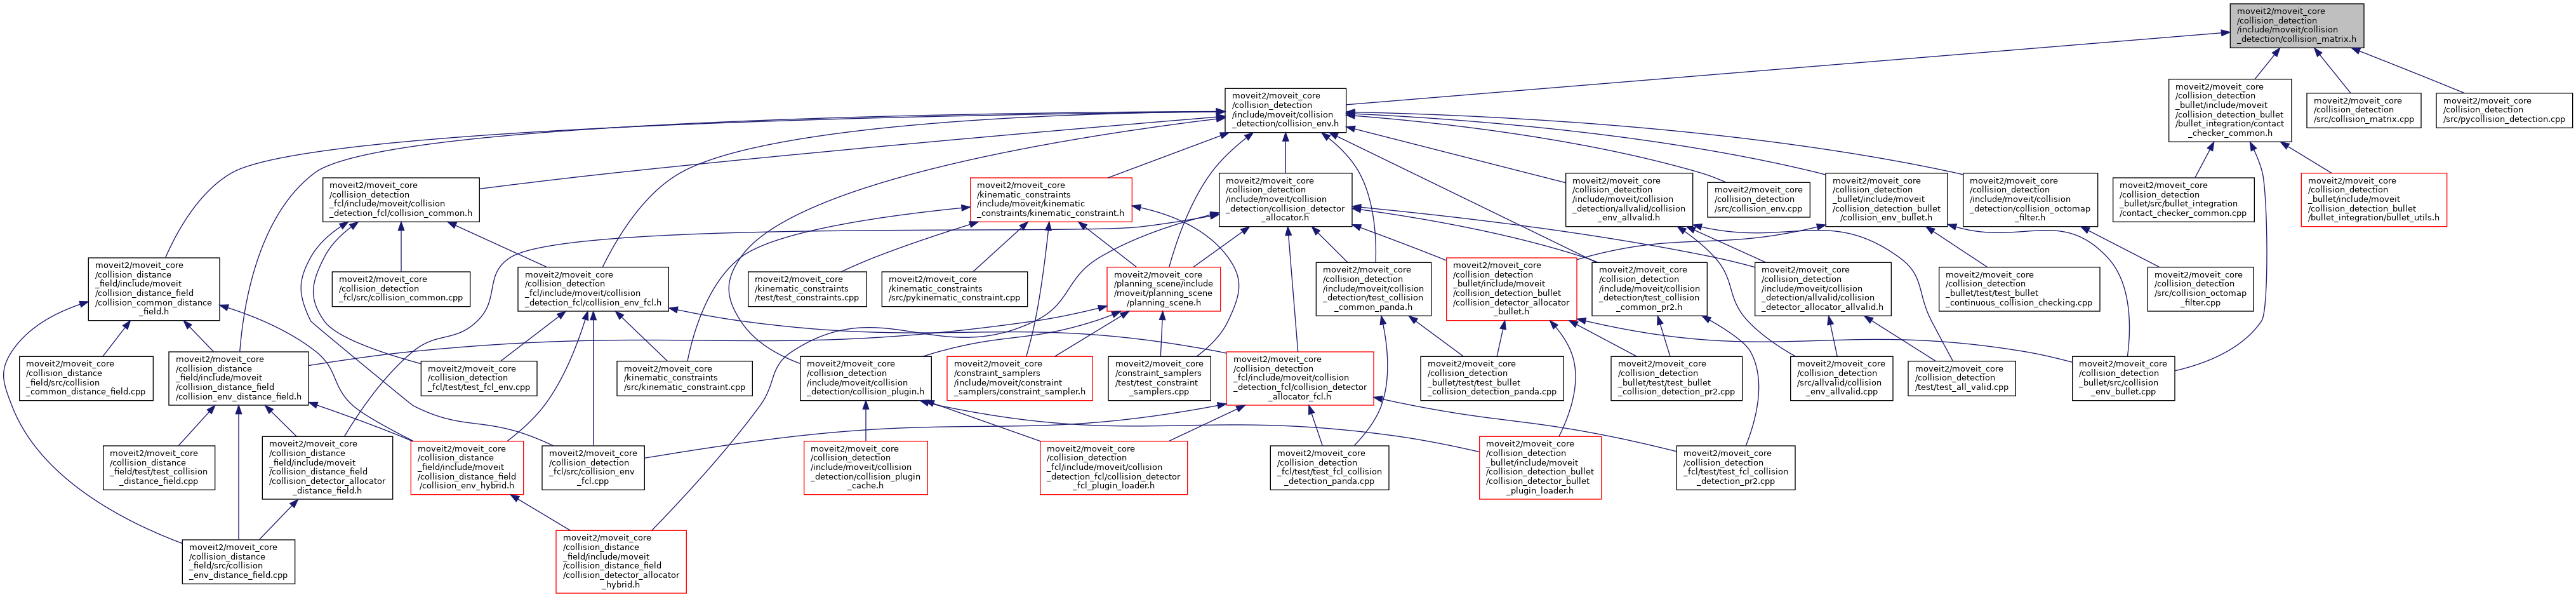 moveit2/moveit_core
/collision_detection
/include/moveit/collision
_detection/collision_matrix.h
moveit2/moveit_core
/collision_detection
/include/moveit/collision
_detection/collision_env.h
moveit2/moveit_core
/collision_detection
_bullet/include/moveit
/collision_detection_bullet
/bullet_integration/contact
_checker_common.h
moveit2/moveit_core
/collision_detection
/src/collision_matrix.cpp
moveit2/moveit_core
/collision_detection
/src/pycollision_detection.cpp
moveit2/moveit_core
/collision_detection
_fcl/include/moveit/collision
_detection_fcl/collision_common.h
moveit2/moveit_core
/kinematic_constraints
/include/moveit/kinematic
_constraints/kinematic_constraint.h
moveit2/moveit_core
/collision_detection
/include/moveit/collision
_detection/collision_detector
_allocator.h
moveit2/moveit_core
/collision_detection
/include/moveit/collision
_detection/allvalid/collision
_env_allvalid.h
moveit2/moveit_core
/collision_detection
/src/collision_env.cpp
moveit2/moveit_core
/collision_detection
_bullet/include/moveit
/collision_detection_bullet
/collision_env_bullet.h
moveit2/moveit_core
/collision_detection
/include/moveit/collision
_detection/collision_octomap
_filter.h
moveit2/moveit_core
/collision_detection
_bullet/src/bullet_integration
/contact_checker_common.cpp
moveit2/moveit_core
/collision_detection
_bullet/include/moveit
/collision_detection_bullet
/bullet_integration/bullet_utils.h
moveit2/moveit_core
/collision_distance
_field/include/moveit
/collision_distance_field
/collision_common_distance
_field.h
moveit2/moveit_core
/collision_detection
_fcl/src/collision_common.cpp
moveit2/moveit_core
/collision_detection
_fcl/include/moveit/collision
_detection_fcl/collision_env_fcl.h
moveit2/moveit_core
/kinematic_constraints
/test/test_constraints.cpp
moveit2/moveit_core
/kinematic_constraints
/src/pykinematic_constraint.cpp
moveit2/moveit_core
/planning_scene/include
/moveit/planning_scene
/planning_scene.h
moveit2/moveit_core
/collision_detection
/include/moveit/collision
_detection/test_collision
_common_panda.h
moveit2/moveit_core
/collision_detection
_bullet/include/moveit
/collision_detection_bullet
/collision_detector_allocator
_bullet.h
moveit2/moveit_core
/collision_detection
/include/moveit/collision
_detection/test_collision
_common_pr2.h
moveit2/moveit_core
/collision_detection
/include/moveit/collision
_detection/allvalid/collision
_detector_allocator_allvalid.h
moveit2/moveit_core
/collision_detection
_bullet/test/test_bullet
_continuous_collision_checking.cpp
moveit2/moveit_core
/collision_detection
/src/collision_octomap
_filter.cpp
moveit2/moveit_core
/collision_distance
_field/src/collision
_common_distance_field.cpp
moveit2/moveit_core
/collision_distance
_field/include/moveit
/collision_distance_field
/collision_env_distance_field.h
moveit2/moveit_core
/collision_detection
_fcl/test/test_fcl_env.cpp
moveit2/moveit_core
/kinematic_constraints
/src/kinematic_constraint.cpp
moveit2/moveit_core
/collision_detection
/include/moveit/collision
_detection/collision_plugin.h
moveit2/moveit_core
/constraint_samplers
/include/moveit/constraint
_samplers/constraint_sampler.h
moveit2/moveit_core
/constraint_samplers
/test/test_constraint
_samplers.cpp
moveit2/moveit_core
/collision_detection
_fcl/include/moveit/collision
_detection_fcl/collision_detector
_allocator_fcl.h
moveit2/moveit_core
/collision_detection
_bullet/test/test_bullet
_collision_detection_panda.cpp
moveit2/moveit_core
/collision_detection
_bullet/test/test_bullet
_collision_detection_pr2.cpp
moveit2/moveit_core
/collision_detection
/src/allvalid/collision
_env_allvalid.cpp
moveit2/moveit_core
/collision_detection
/test/test_all_valid.cpp
moveit2/moveit_core
/collision_detection
_bullet/src/collision
_env_bullet.cpp
moveit2/moveit_core
/collision_distance
_field/test/test_collision
_distance_field.cpp
moveit2/moveit_core
/collision_distance
_field/include/moveit
/collision_distance_field
/collision_detector_allocator
_distance_field.h
moveit2/moveit_core
/collision_distance
_field/include/moveit
/collision_distance_field
/collision_env_hybrid.h
moveit2/moveit_core
/collision_detection
_fcl/src/collision_env
_fcl.cpp
moveit2/moveit_core
/collision_detection
/include/moveit/collision
_detection/collision_plugin
_cache.h
moveit2/moveit_core
/collision_detection
_fcl/include/moveit/collision
_detection_fcl/collision_detector
_fcl_plugin_loader.h
moveit2/moveit_core
/collision_detection
_fcl/test/test_fcl_collision
_detection_panda.cpp
moveit2/moveit_core
/collision_detection
_bullet/include/moveit
/collision_detection_bullet
/collision_detector_bullet
_plugin_loader.h
moveit2/moveit_core
/collision_detection
_fcl/test/test_fcl_collision
_detection_pr2.cpp
moveit2/moveit_core
/collision_distance
_field/src/collision
_env_distance_field.cpp
moveit2/moveit_core
/collision_distance
_field/include/moveit
/collision_distance_field
/collision_detector_allocator
_hybrid.h